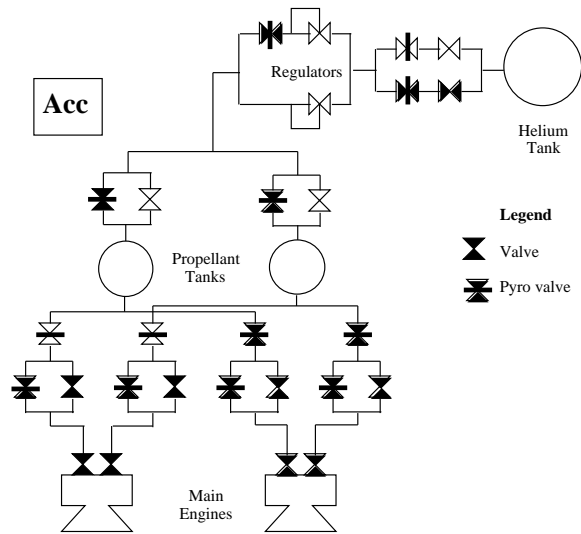 Regulators
Acc
Helium
Tank
Legend
Valve
Propellant
Tanks
Pyro valve
Main
Engines